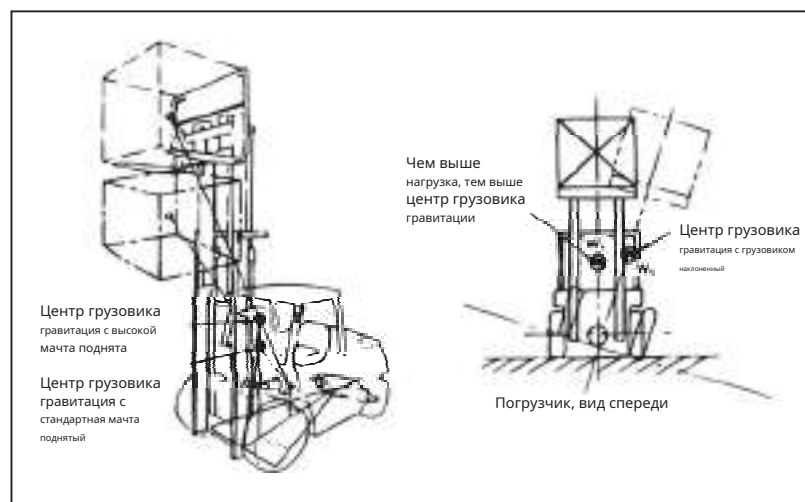 Чем выше
нагрузка, тем выше
центр грузовика
гравитации
Центр грузовика
гравитация с грузовиком
наклоненный
Центр грузовика
гравитация с высокой
мачта поднята
Центр грузовика
гравитация с
стандартная мачта
поднятый
Погрузчик, вид спереди